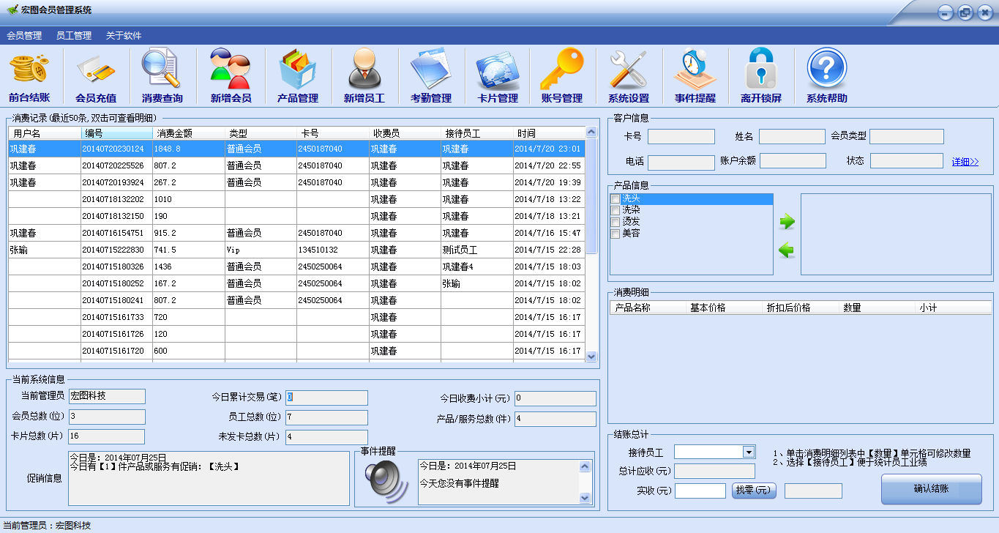 宏图会员管理系统
会员管理 员工管理 关于软件
前台结账 会员充值 消费查询 新增会员 产品管理 新增员工 考勤管理 卡片管理 账号管理 系统设置 事件提醒 离开锁屏 系统帮助
消费记录(最近50条,双击可查看明细)
用户名 编号 消费金额 类型 卡号 收费员 接待员工 时间
巩建春 20140720230124 1848.8 普通会员 2450187040 巩建春 巩建春 2014/7/20 23:01
巩建春 20140720225526 807.2 普通会员 2450187040 巩建春 巩建春 2014/7/20 22:55
巩建春 20140720193924 267.2 普通会员 2450187040 巩建春 巩建春 2014/7/20 19:39
20140718132202 1010 巩建春 巩建春 2014/7/18 13:22
20140718132150 190 巩建春 巩建春 2014/7/18 13:21
巩建春 20140716154751 915.2 普通会员 2450187040 巩建春 巩建春 2014/7/16 15:47
张瑜 20140715222830 741.5 Vip 134510132 巩建春 测试员工 2014/7/15 22:28
20140715180326 1436 普通会员 2450250064 巩建春 巩建春4 2014/7/15 18:03
20140715180252 167.2 普通会员 2450250064 巩建春 张瑜 2014/7/15 18:02
20140715180241 807.2 普通会员 2450250064 巩建春 2014/7/15 18:02
20140715161733 720 巩建春 2014/7/15 16:17
20140715161726 120 巩建春 2014/7/15 16:17
20140715161720 600 巩建春 2014/7/15 16:17
客户信息
卡号 姓名 会员类型
电话 账户余额 状态 详细>>
产品信息
洗头
洗染
烫发
美容
消费明细
产品名称 基本价格 折扣后价格 数量 小计
当前系统信息
当前管理员 宏图科技 今日累计交易(笔) 0 今日收费小计(元) 0
会员总数(位) 3 员工总数(位) 7 产品/服务总数(件) 4
卡片总数(片) 16 未发卡总数(片) 4
促销信息
今日是：2014年07月25日
今日有【1】件产品或服务有促销：【洗头】
事件提醒
今日是：2014年07月25日
今天您没有事件提醒
结账总计
接待员工
总计应收(元)
实收(元) 找零(元)
1、单击消费明细列表中【数量】单元格可修改数量
2、选择【接待员工】便于统计员工业绩
确认结账
当前管理员：宏图科技